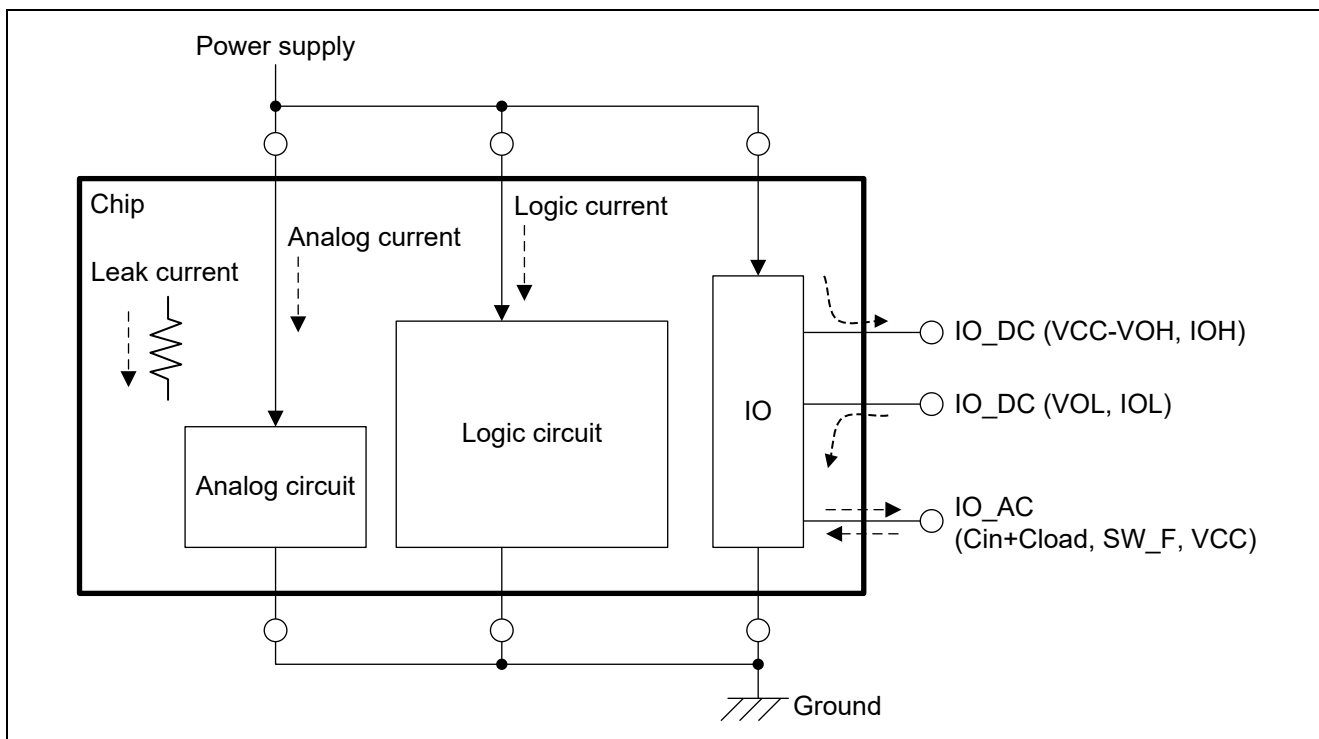 Power supply
Chip
Logic current
Analog current
Leak current
IO_DC (VCC-VOH, IOH)
IO_DC (VOL, IOL)
IO
Logic circuit
Analog circuit
IO_AC
(Cin+Cload, SW_F, VCC)
Ground